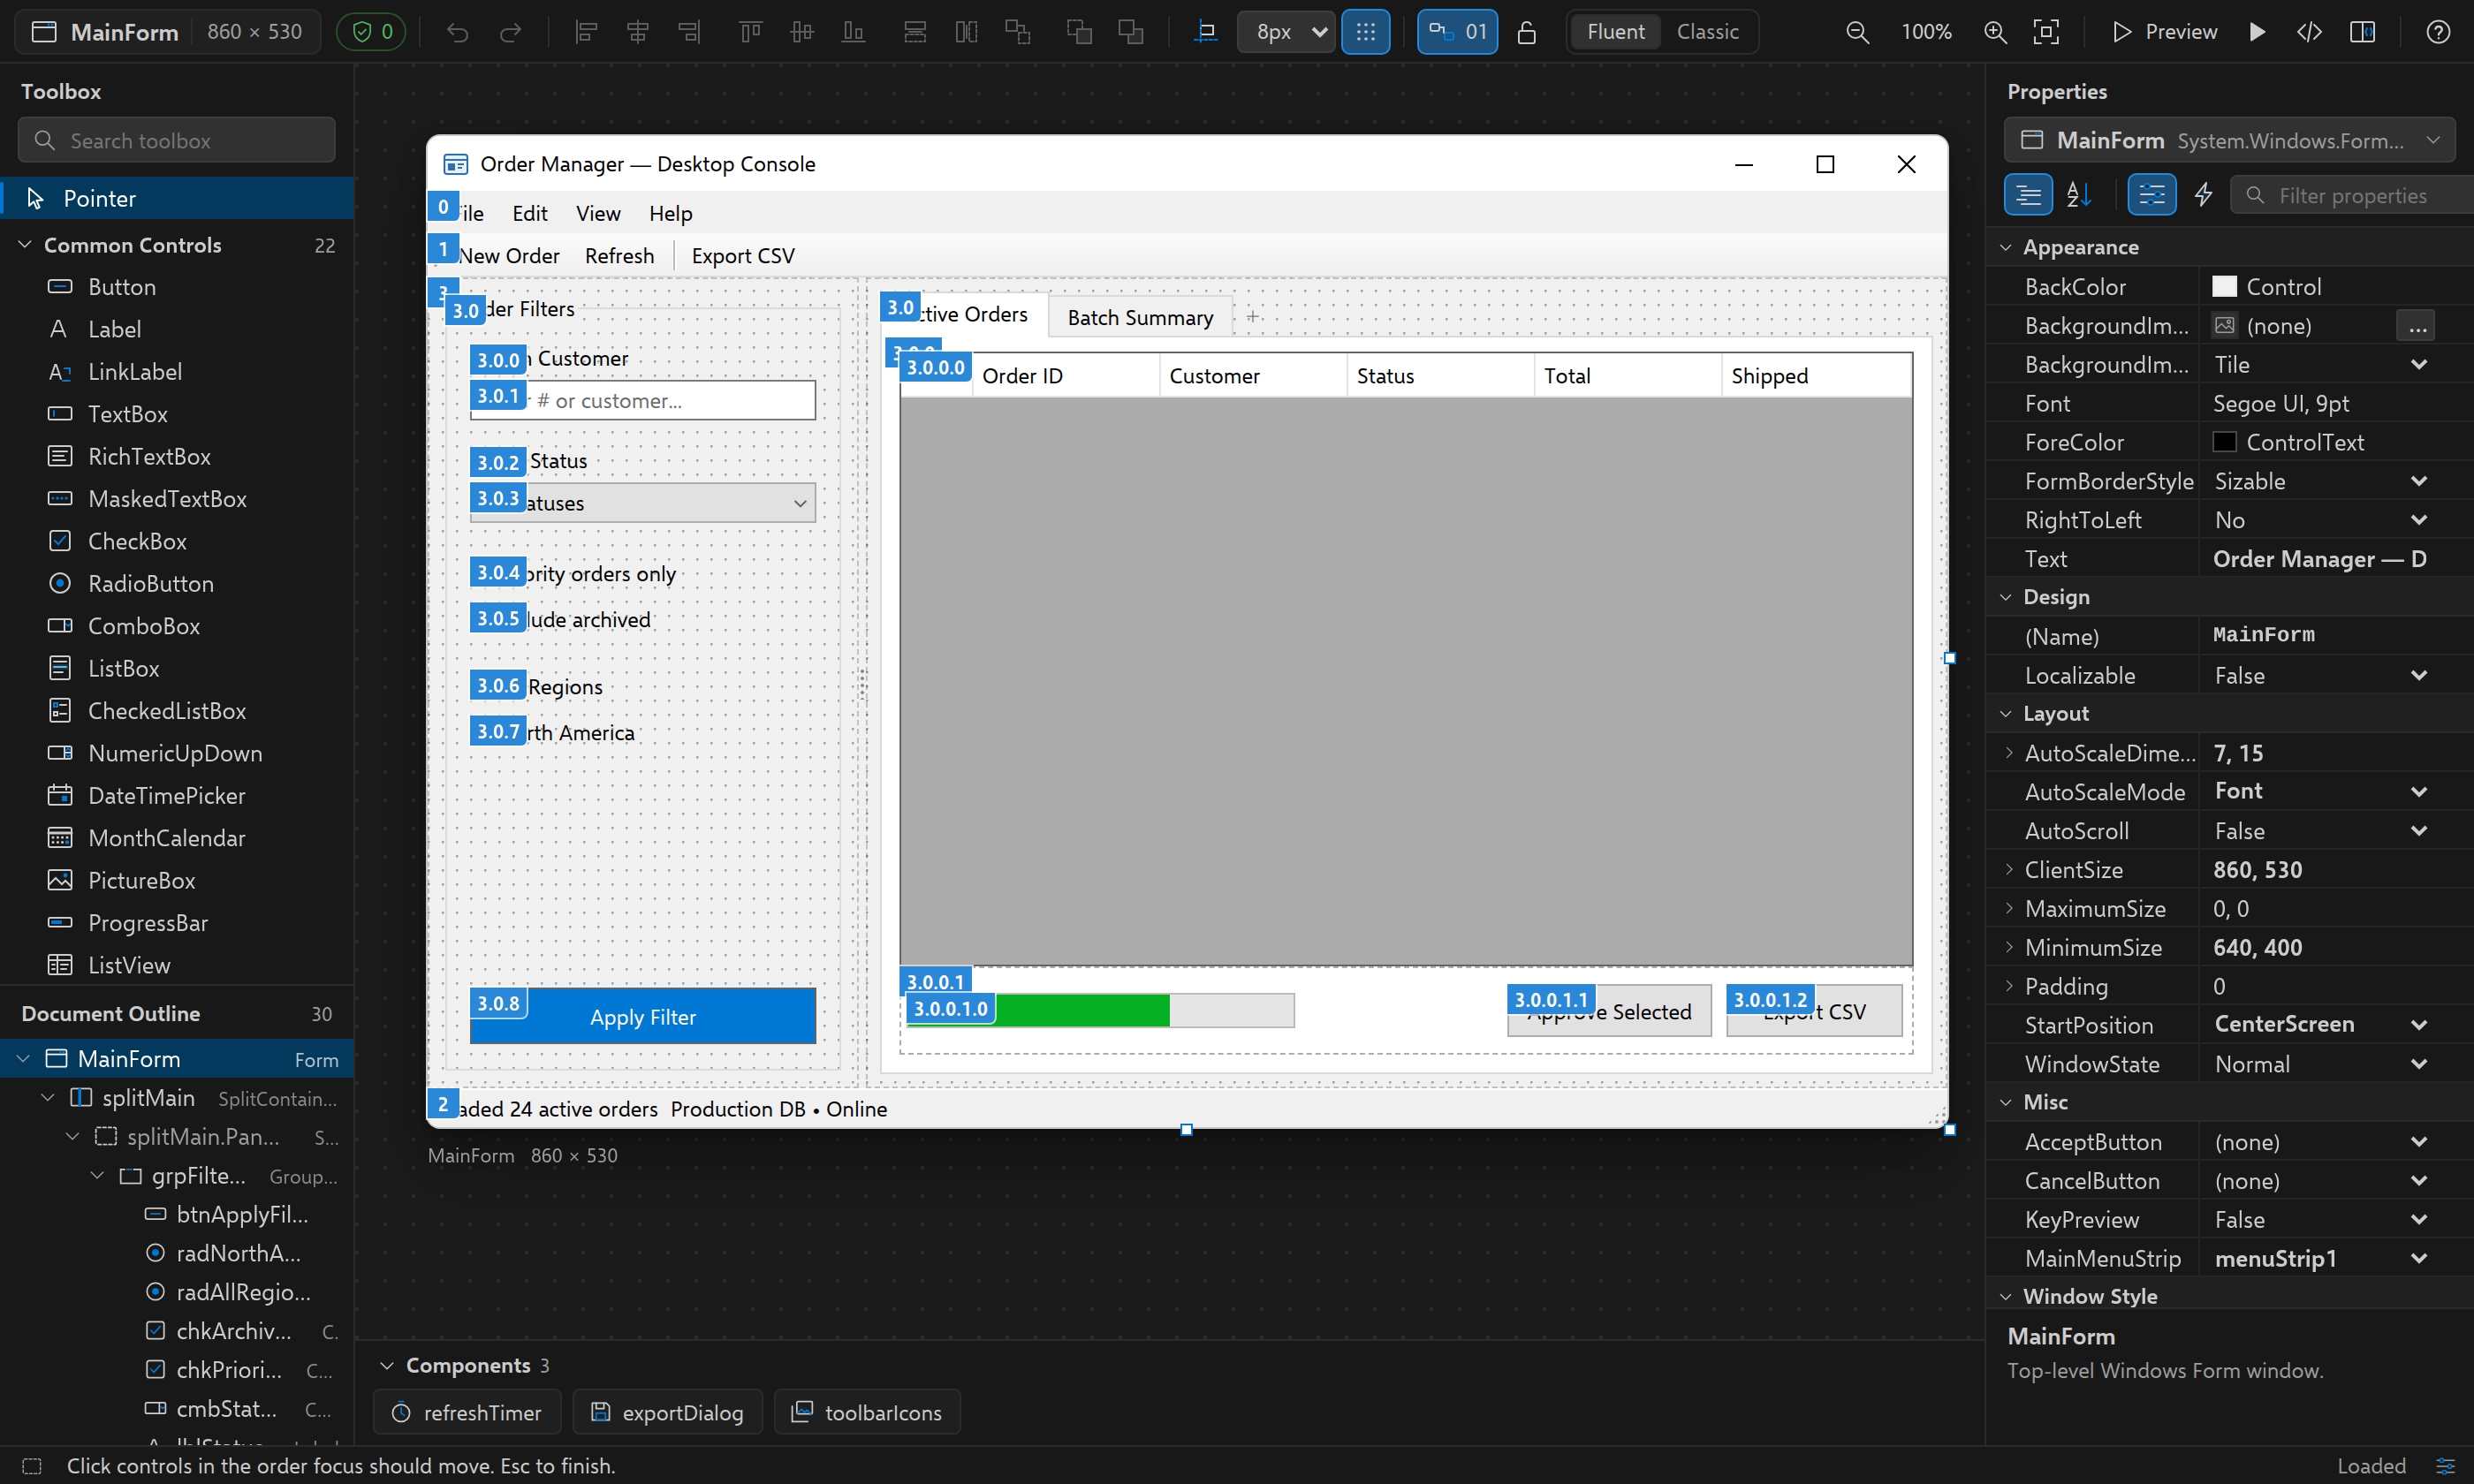 MainForm 860 × 530 0 8px 01 Fluent Classic 100% Preview
Toolbox
Search toolbox
Pointer
Common Controls 22
Button
Label
LinkLabel
TextBox
RichTextBox
MaskedTextBox
CheckBox
RadioButton
ComboBox
ListBox
CheckedListBox
NumericUpDown
DateTimePicker
MonthCalendar
PictureBox
ProgressBar
ListView
Document Outline 30
MainForm Form
splitMain SplitContain...
splitMain.Pan... S...
grpFilte... Group...
btnApplyFil...
radNorthA...
radAllRegio...
chkArchiv... C.
chkPriori... C...
cmbStat... C...
Order Manager — Desktop Console
0 ile Edit View Help
1 New Order Refresh Export CSV
3
3.0 der Filters
3.0.0 Customer
3.0.1 # or customer...
3.0.2 Status
3.0.3 atuses
3.0.4 ority orders only
3.0.5 lude archived
3.0.6 Regions
3.0.7 rth America
3.0.8 Apply Filter
3.0 ctive Orders Batch Summary +
3.0.0
3.0.0.0 Order ID Customer Status Total Shipped
3.0.0.1
3.0.0.1.0
3.0.0.1.1 Approve Selected
3.0.0.1.2 Export CSV
2 aded 24 active orders Production DB • Online
MainForm 860 × 530
Components 3
refreshTimer exportDialog toolbarIcons
Properties
MainForm System.Windows.Form...
Filter properties
Appearance
BackColor Control
BackgroundIm... (none) ...
BackgroundIm... Tile
Font Segoe UI, 9pt
ForeColor ControlText
FormBorderStyle Sizable
RightToLeft No
Text Order Manager — D
Design
(Name) MainForm
Localizable False
Layout
AutoScaleDime... 7, 15
AutoScaleMode Font
AutoScroll False
ClientSize 860, 530
MaximumSize 0, 0
MinimumSize 640, 400
Padding 0
StartPosition CenterScreen
WindowState Normal
Misc
AcceptButton (none)
CancelButton (none)
KeyPreview False
MainMenuStrip menuStrip1
Window Style
MainForm
Top-level Windows Form window.
Click controls in the order focus should move. Esc to finish.
Loaded